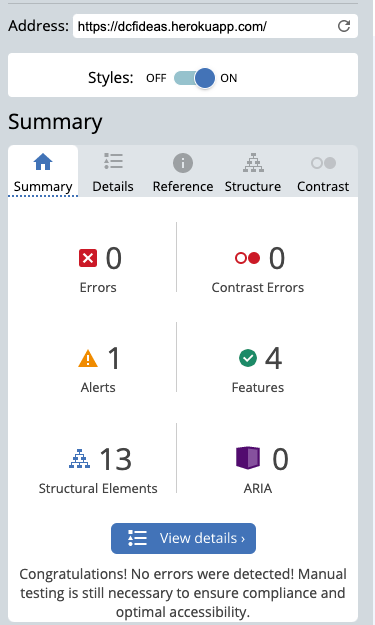 Address: https://dcfideas.herokuapp.com/
Styles: OFF ON
Summary
Summary Details Reference Structure Contrast
0 0
Errors Contrast Errors
1 4
Alerts Features
13 0
Structural Elements ARIA
View details ›
Congratulations! No errors were detected! Manual
testing is still necessary to ensure compliance and
optimal accessibility.